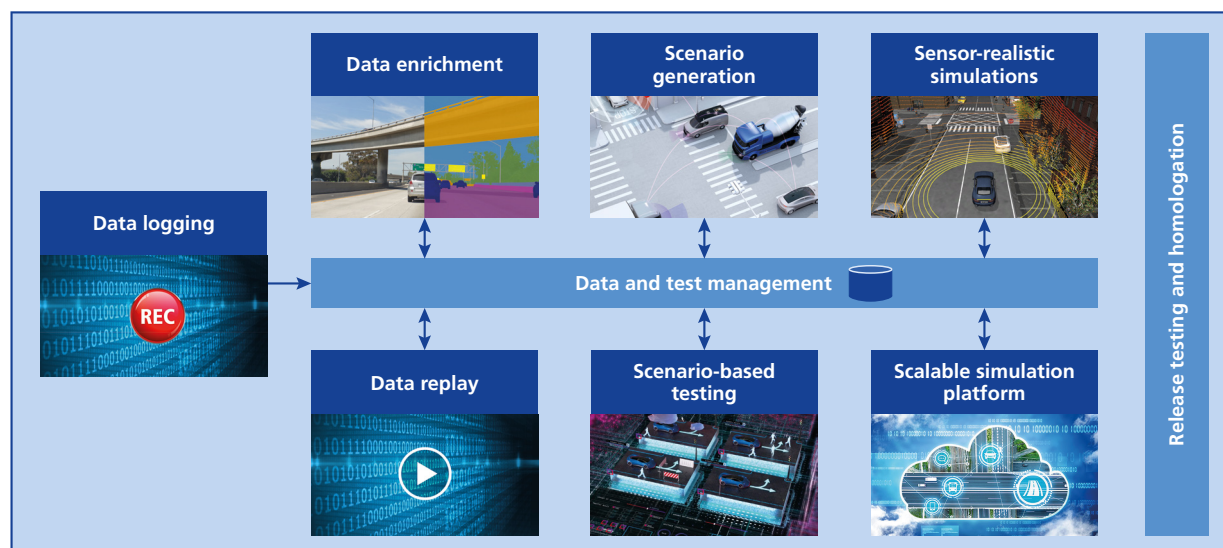 Data enrichment
Scenario
generation
Sensor-realistic
simulations
Data logging
REC
Data and test management
Data replay
Scenario-based
testing
Scalable simulation
platform
Release testing and homologation